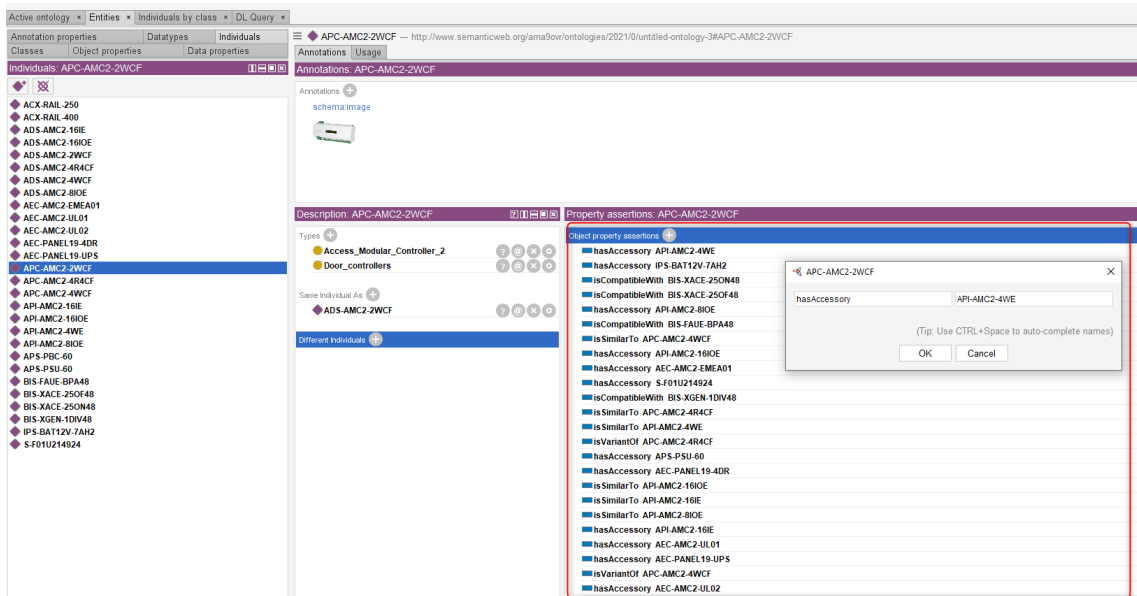 Active ontology × Entities × Individuals by class × DL Query ×
Annotation properties Datatypes Individuals
Classes Object properties Data properties
Individuals: APC-AMC2-2WCF
ACX-RAIL-250
ACX-RAIL-400
ADS-AMC2-16IE
ADS-AMC2-16IOE
ADS-AMC2-2WCF
ADS-AMC2-4R4CF
ADS-AMC2-4WCF
ADS-AMC2-8IOE
AEC-AMC2-EMEA01
AEC-AMC2-UL01
AEC-AMC2-UL02
AEC-PANEL19-4DR
AEC-PANEL19-UPS
APC-AMC2-2WCF
APC-AMC2-4R4CF
APC-AMC2-4WCF
API-AMC2-16IE
API-AMC2-16IOE
API-AMC2-4WE
API-AMC2-8IOE
APS-PBC-60
APS-PSU-60
BIS-FAUE-BPA48
BIS-XACE-25OF48
BIS-XACE-25ON48
BIS-XGEN-1DIV48
IPS-BAT12V-7AH2
S-F01U214924
APC-AMC2-2WCF — http://www.semanticweb.org/ama9ovr/ontologies/2021/0/untitled-ontology-3#APC-AMC2-2WCF
Annotations Usage
Annotations: APC-AMC2-2WCF
Annotations
schema:image
Description: APC-AMC2-2WCF
Types
Access_Modular_Controller_2
Door_controllers
Same Individual As
ADS-AMC2-2WCF
Different Individuals
Property assertions: APC-AMC2-2WCF
Object property assertions
hasAccessory API-AMC2-4WE
hasAccessory IPS-BAT12V-7AH2
isCompatibleWith BIS-XACE-25ON48
isCompatibleWith BIS-XACE-25OF48
hasAccessory API-AMC2-8IOE
isCompatibleWith BIS-FAUE-BPA48
isSimilarTo APC-AMC2-4WCF
hasAccessory API-AMC2-16IOE
hasAccessory AEC-AMC2-EMEA01
hasAccessory S-F01U214924
isCompatibleWith BIS-XGEN-1DIV48
isSimilarTo APC-AMC2-4R4CF
isSimilarTo API-AMC2-4WE
isVariantOf APC-AMC2-4R4CF
hasAccessory APS-PSU-60
hasAccessory AEC-PANEL19-4DR
isSimilarTo API-AMC2-16IOE
isSimilarTo API-AMC2-16IE
isSimilarTo API-AMC2-8IOE
hasAccessory API-AMC2-16IE
hasAccessory AEC-AMC2-UL01
hasAccessory AEC-PANEL19-UPS
isVariantOf APC-AMC2-4WCF
hasAccessory AEC-AMC2-UL02
APC-AMC2-2WCF
hasAccessory API-AMC2-4WE
(Tip: Use CTRL+Space to auto-complete names)
OK Cancel